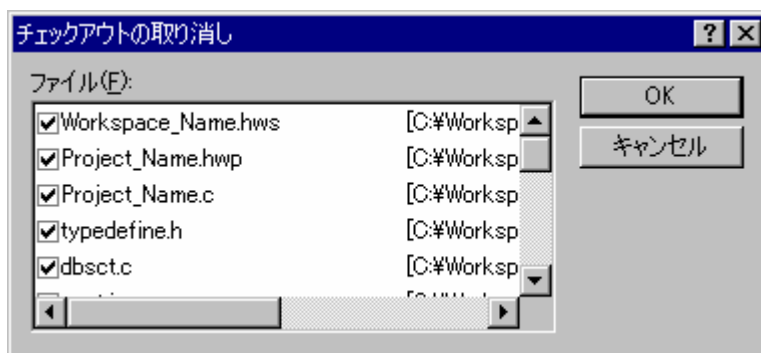 チェックアウトの取り消し
ファイル(F):
Workspace_Name.hws [C:¥Worksp
Project_Name.hwp [C:¥Worksp
Project_Name.c [C:¥Worksp
typedefine.h [C:¥Worksp
dbsct.c [C:¥Worksp
OK
キャンセル